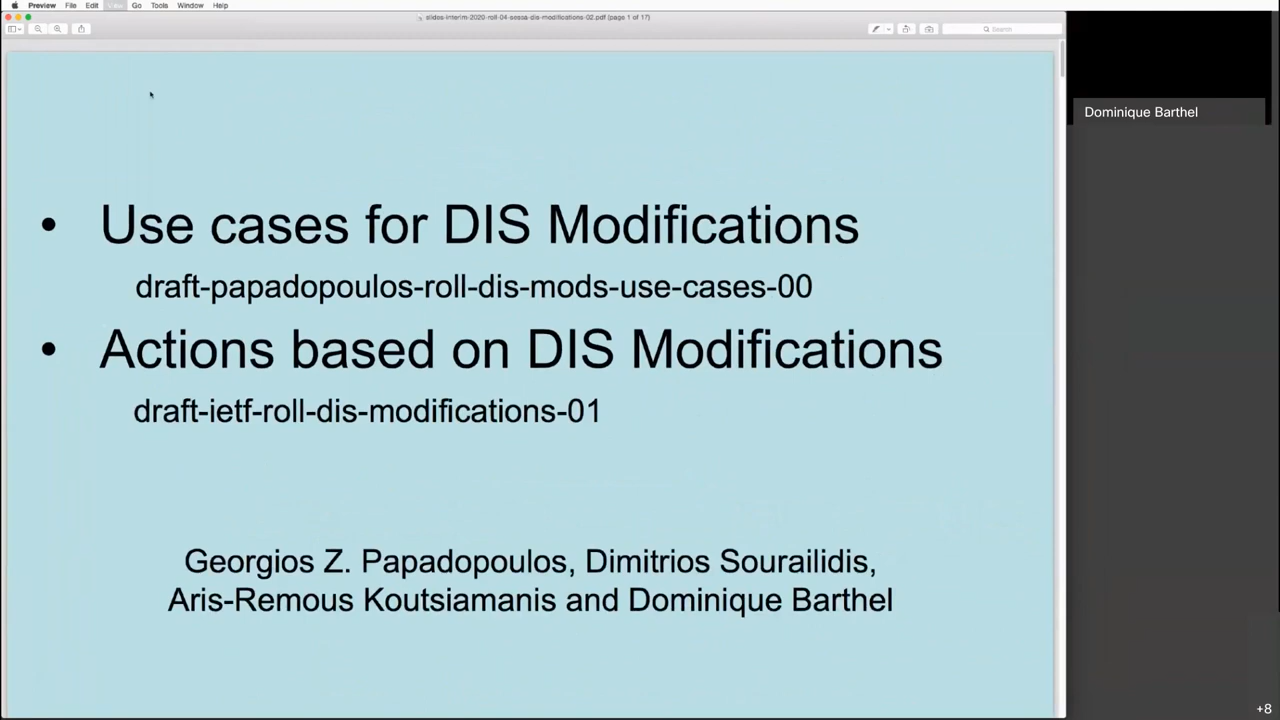 Preview File Edit View Go Tools Window Help
slides-interim-2020-roll-04-sessa-dis-modifications-02.pdf (page 1 of 17)
Search
Dominique Barthel
• Use cases for DIS Modifications
draft-papadopoulos-roll-dis-mods-use-cases-00
• Actions based on DIS Modifications
draft-ietf-roll-dis-modifications-01
Georgios Z. Papadopoulos, Dimitrios Sourailidis,
Aris-Remous Koutsiamanis and Dominique Barthel
+8